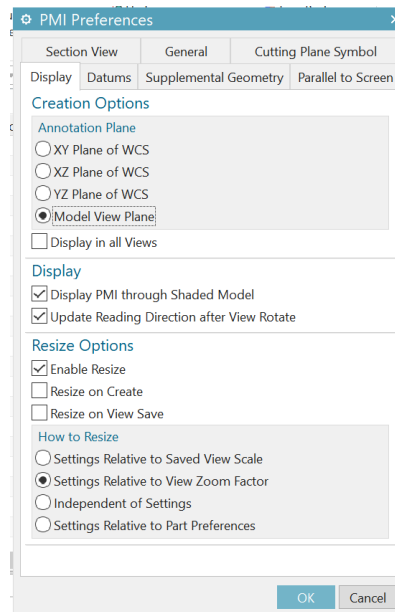 PMI Preferences
Section View General Cutting Plane Symbol
Display Datums Supplemental Geometry Parallel to Screen
Creation Options
Annotation Plane
XY Plane of WCS
XZ Plane of WCS
YZ Plane of WCS
Model View Plane
Display in all Views
Display
Display PMI through Shaded Model
Update Reading Direction after View Rotate
Resize Options
Enable Resize
Resize on Create
Resize on View Save
How to Resize
Settings Relative to Saved View Scale
Settings Relative to View Zoom Factor
Independent of Settings
Settings Relative to Part Preferences
OK Cancel